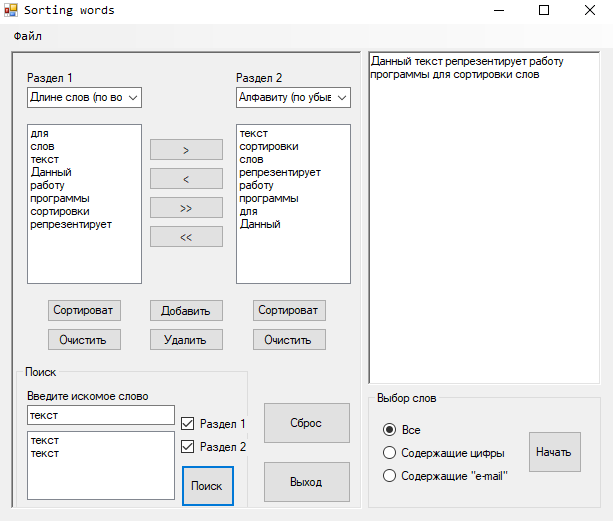 Sorting words
Файл
Раздел 1
Длине слов (по во
для
слов
текст
Данный
работу
программы
сортировки
репрезентирует
>
<
>>
<<
Раздел 2
Алфавиту (по убые
текст
сортировки
слов
репрезентирует
работу
программы
для
Данный
Сортироват
Добавить
Сортироват
Очистить
Удалить
Очистить
Поиск
Введите искомое слово
текст
текст
текст
Раздел 1
Раздел 2
Поиск
Сброс
Выход
Данный текст репрезентирует работу
программы для сортировки слов
Выбор слов
Все
Содержащие цифры
Содержащие "e-mail"
Начать